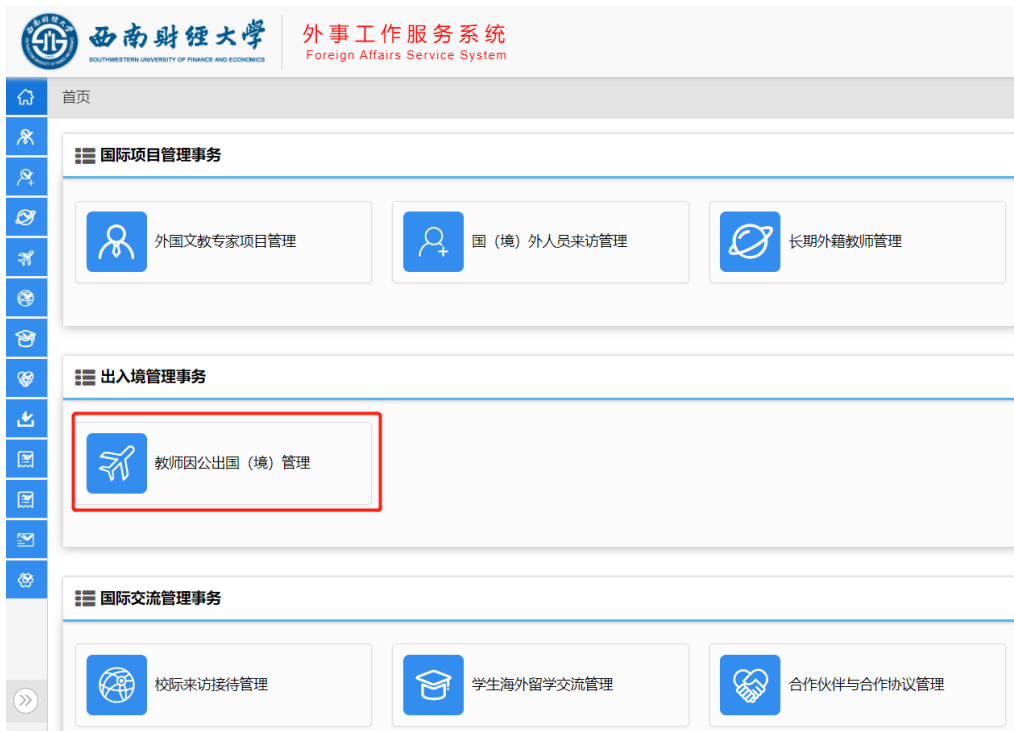 西南财经大学
SOUTHWESTERN UNIVERSITY OF FINANCE AND ECONOMICS
外事工作服务系统
Foreign Affairs Service System
首页
国际项目管理事务
外国文教专家项目管理
国（境）外人员来访管理
长期外籍教师管理
出入境管理事务
教师因公出国（境）管理
国际交流管理事务
校际来访接待管理
学生海外留学交流管理
合作伙伴与合作协议管理